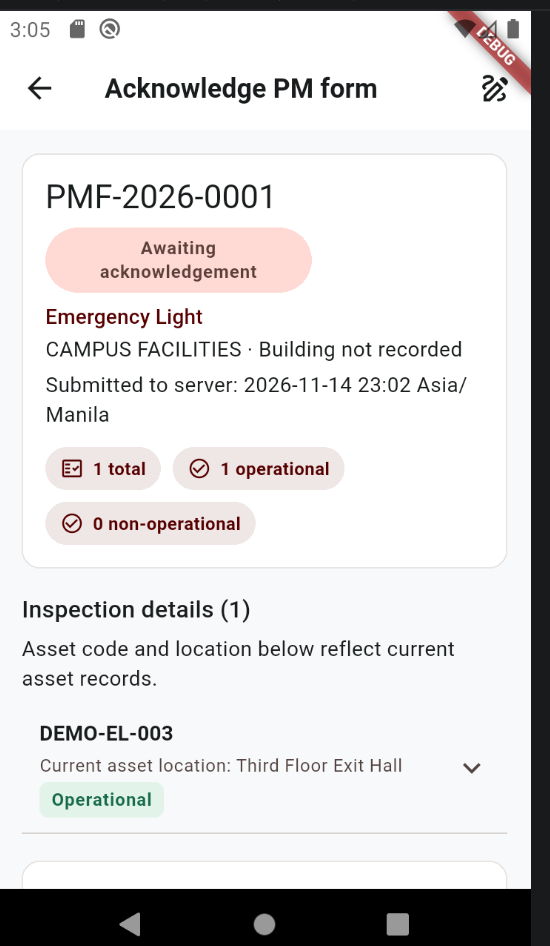 3:05
DEBUG
Acknowledge PM form
PMF-2026-0001
Awaiting
acknowledgement
Emergency Light
CAMPUS FACILITIES · Building not recorded
Submitted to server: 2026-11-14 23:02 Asia/
Manila
1 total
1 operational
0 non-operational
Inspection details (1)
Asset code and location below reflect current
asset records.
DEMO-EL-003
Current asset location: Third Floor Exit Hall
Operational